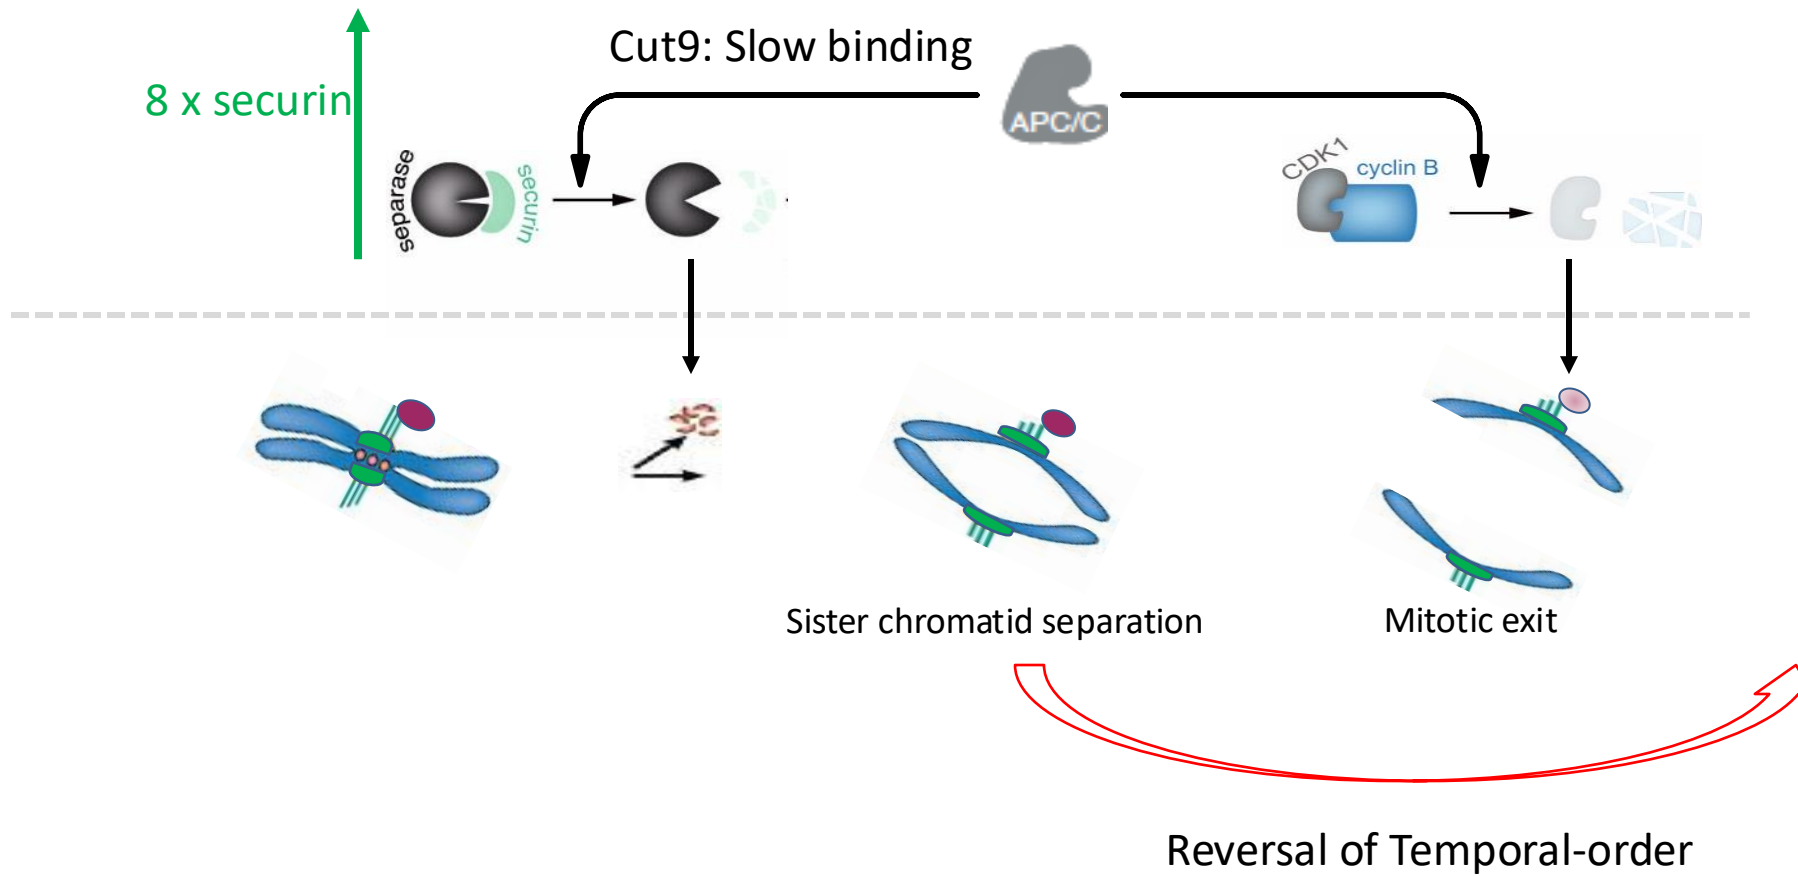 Cut9: Slow binding
8 x securin
APC/C
separase
securin
CDK1
cyclin B
Sister chromatid separation
Mitotic exit
Reversal of Temporal-order